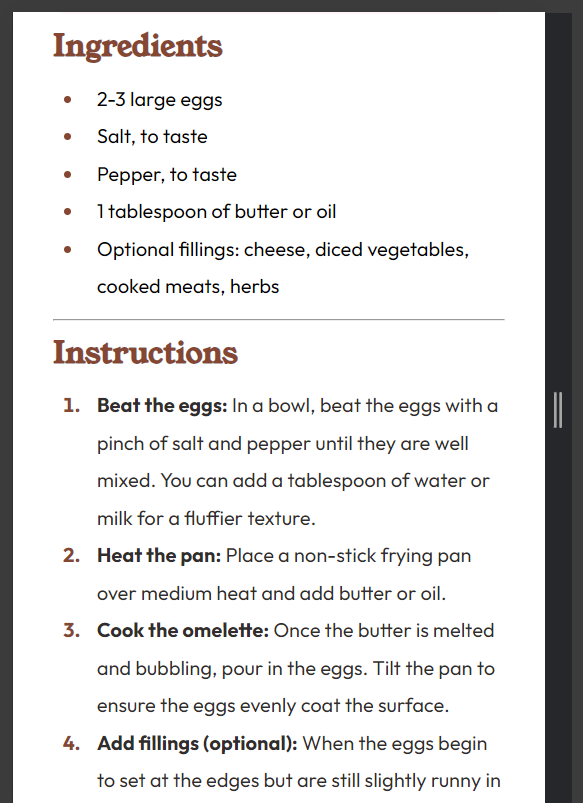 Ingredients
2-3 large eggs
Salt, to taste
Pepper, to taste
1 tablespoon of butter or oil
Optional fillings: cheese, diced vegetables,
cooked meats, herbs
Instructions
1. Beat the eggs: In a bowl, beat the eggs with a
pinch of salt and pepper until they are well
mixed. You can add a tablespoon of water or
milk for a fluffier texture.
2. Heat the pan: Place a non-stick frying pan
over medium heat and add butter or oil.
3. Cook the omelette: Once the butter is melted
and bubbling, pour in the eggs. Tilt the pan to
ensure the eggs evenly coat the surface.
4. Add fillings (optional): When the eggs begin
to set at the edges but are still slightly runny in